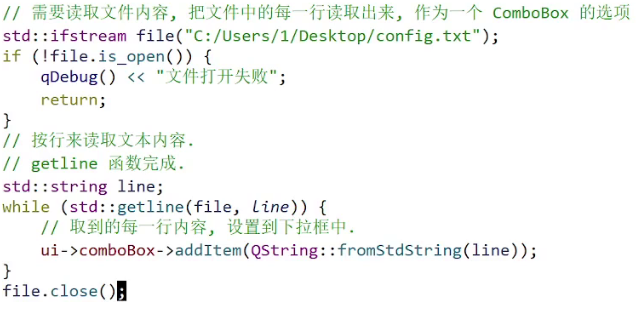 // 需要读取文件内容, 把文件中的每一行读取出来, 作为一个 ComboBox 的选项
std::ifstream file("C:/Users/1/Desktop/config.txt");
if (!file.is_open()) {
    qDebug() << "文件打开失败";
    return;
}
// 按行来读取文本内容.
// getline 函数完成.
std::string line;
while (std::getline(file, line)) {
    // 取到的每一行内容, 设置到下拉框中.
    ui->comboBox->addItem(QString::fromStdString(line));
}
file.close();